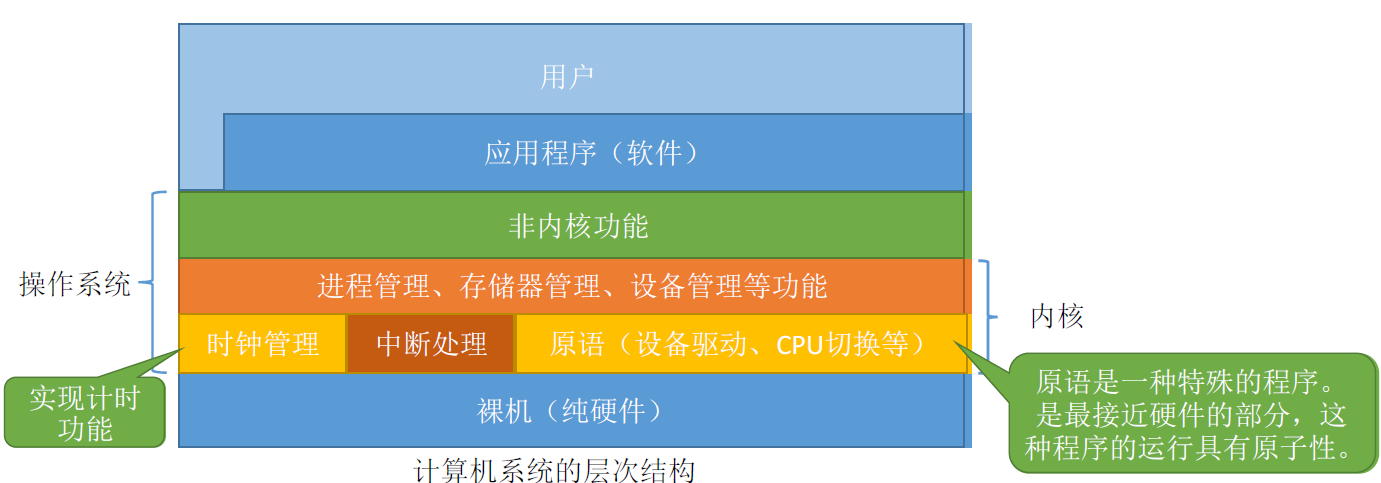 用户
应用程序（软件）
非内核功能
操作系统
进程管理、存储器管理、设备管理等功能
内核
时钟管理
中断处理
原语（设备驱动、CPU切换等）
实现计时
功能
裸机（纯硬件）
原语是一种特殊的程序。
是最接近硬件的部分，这
种程序的运行具有原子性。
计算机系统的层次结构